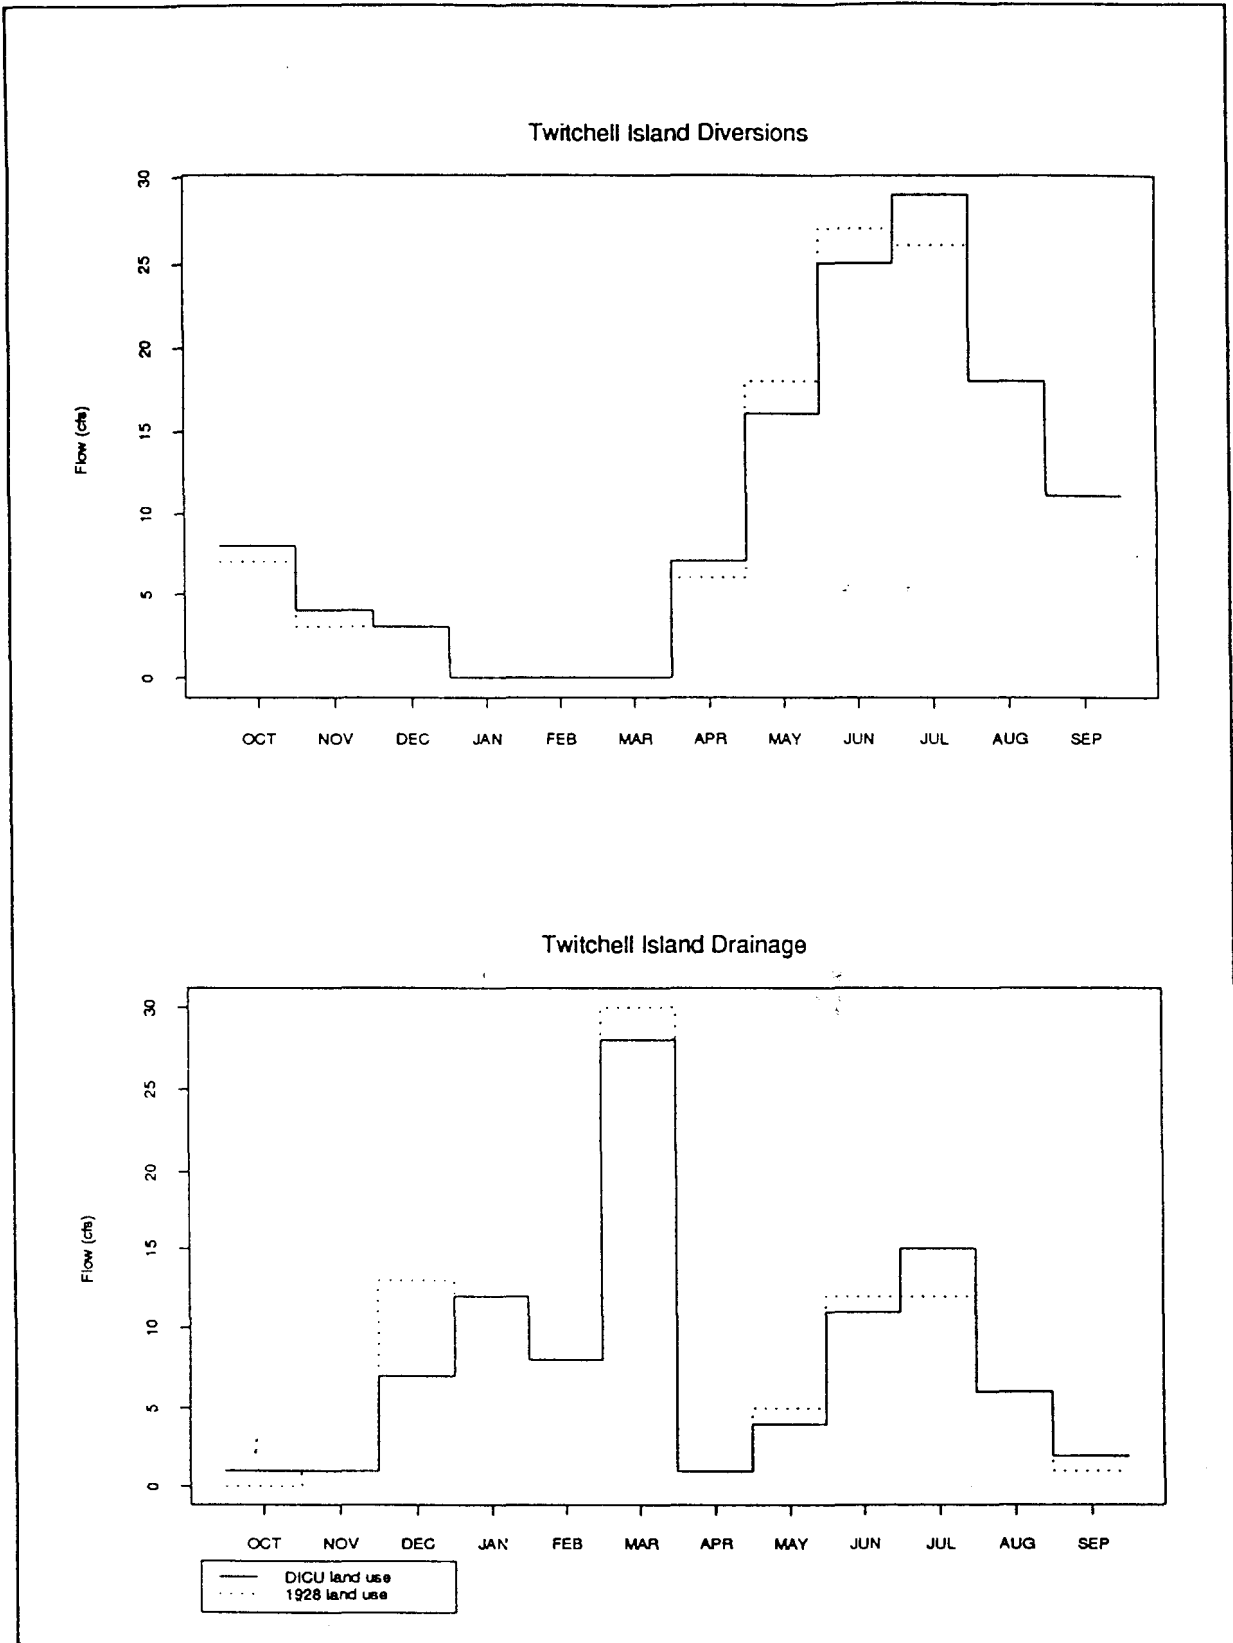 Twitchell Island Diversions
30
25
20
15
10
5
0
Flow (cfs)
OCT NOV DEC JAN FEB MAR APR MAY JUN JUL AUG SEP
Twitchell Island Drainage
30
25
20
15
10
5
0
Flow (cfs)
OCT NOV DEC JAN FEB MAR APR MAY JUN JUL AUG SEP
DICU land use
1928 land use